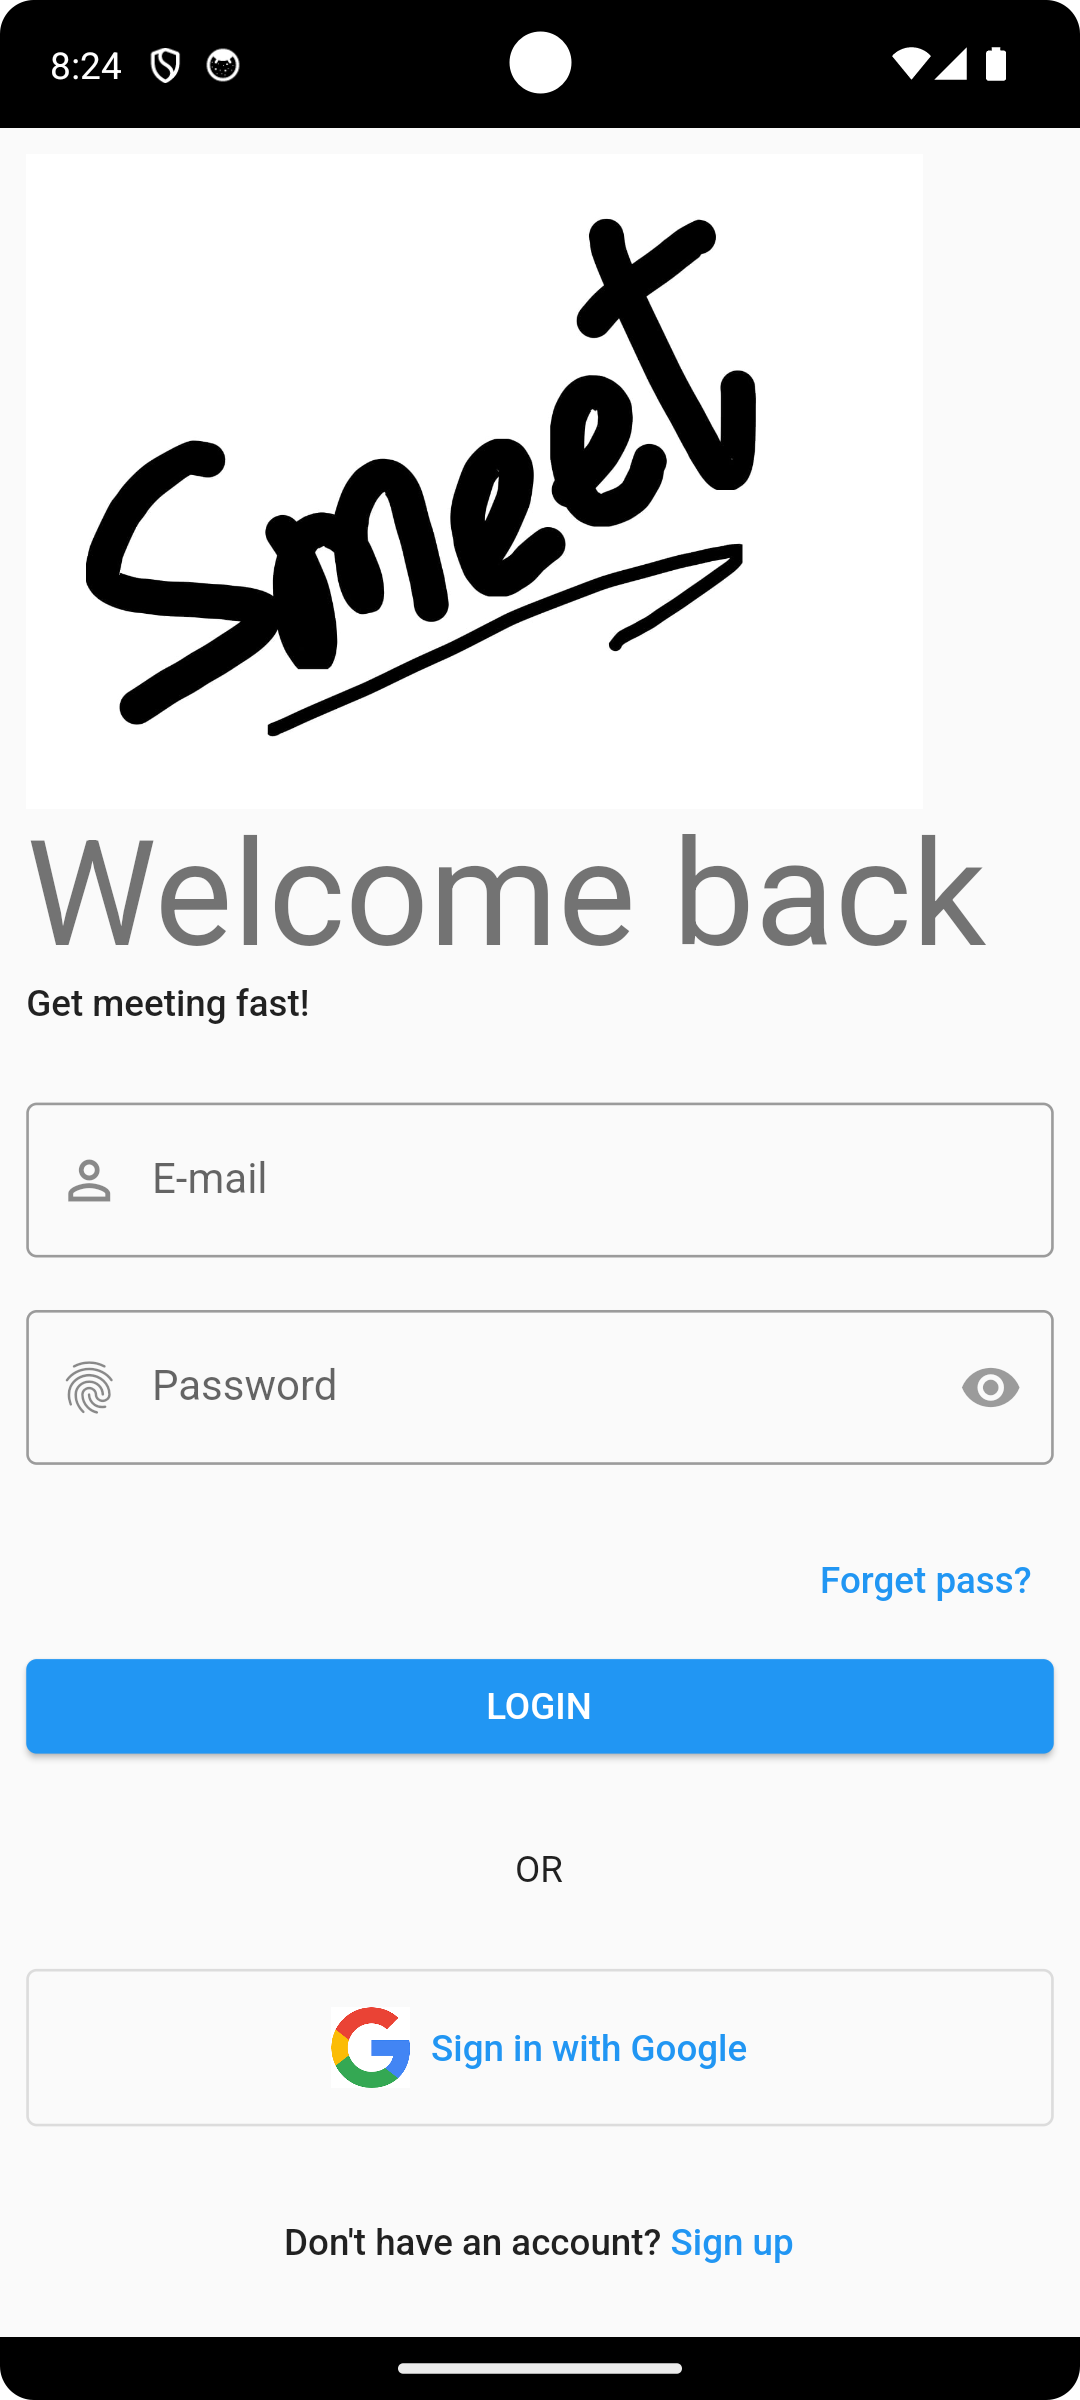 8:24
Smeet
Welcome back
Get meeting fast!
E-mail
Password
Forget pass?
LOGIN
OR
Sign in with Google
Don't have an account? Sign up